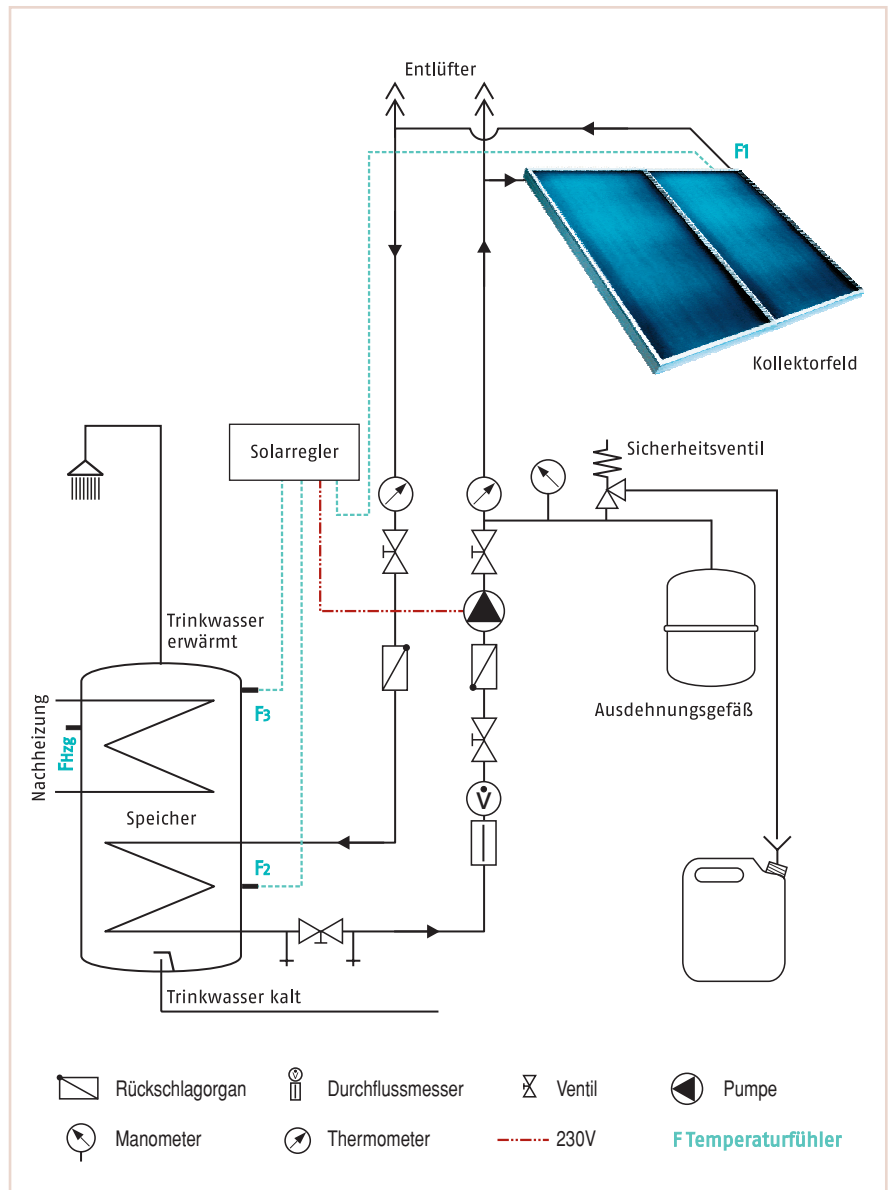 Entlüfter
F1
Kollektorfeld
Solarregler
Sicherheitsventil
Trinkwasser
erwärmt
F3
Ausdehnungsgefäß
Nachheizung
FHzg
Speicher
F2
V̇
Trinkwasser kalt
Rückschlagorgan
V̇
Durchflussmesser
Ventil
Pumpe
Manometer
Thermometer
230V
F Temperaturfühler